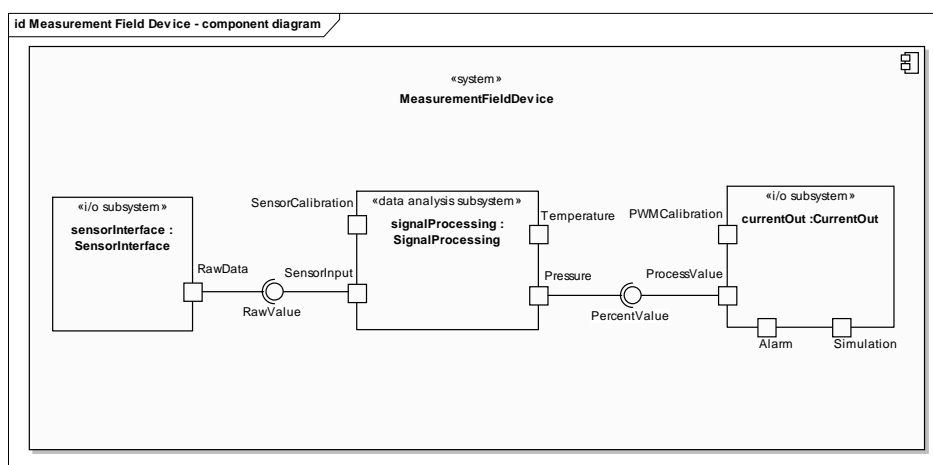 id Measurement Field Device - component diagram
«system»
MeasurementFieldDevice
«i/o subsystem»
sensorInterface :
SensorInterface
RawData
RawValue
SensorCalibration
SensorInput
«data analysis subsystem»
signalProcessing :
SignalProcessing
Temperature
Pressure
PercentValue
PWMCalibration
ProcessValue
«i/o subsystem»
currentOut :CurrentOut
Alarm
Simulation